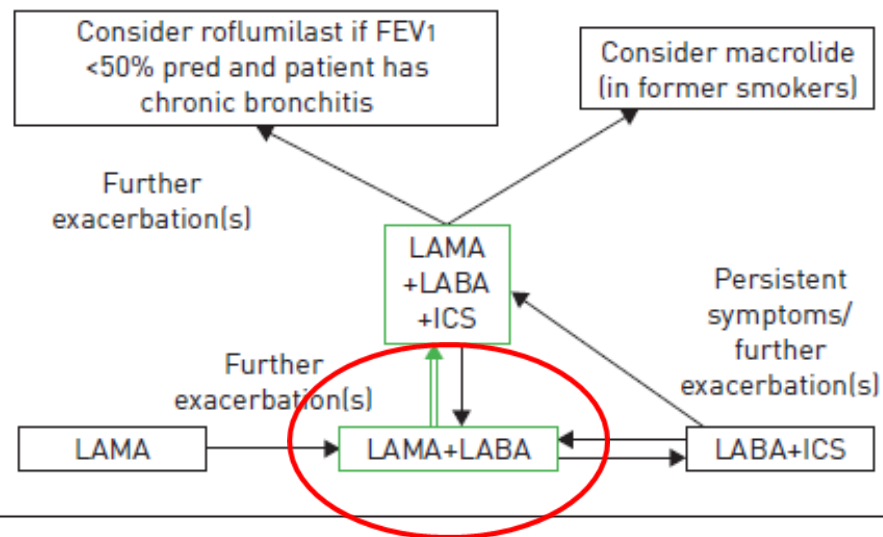 Consider roflumilast if FEV1
<50% pred and patient has
chronic bronchitis
Consider macrolide
(in former smokers)
Further
exacerbation(s)
LAMA
+LABA
+ICS
Persistent
symptoms/
further
exacerbation(s)
Further
exacerbation(s)
LAMA
LAMA+LABA
LABA+ICS